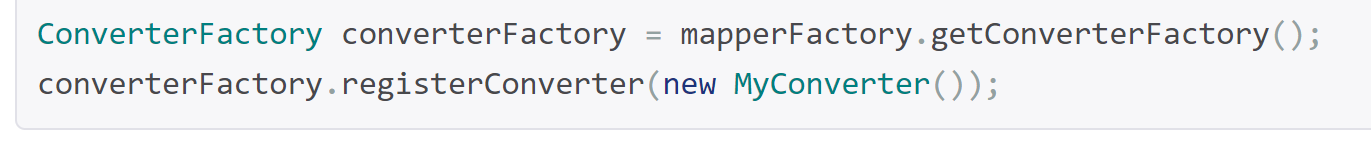 ConverterFactory converterFactory = mapperFactory.getConverterFactory();
converterFactory.registerConverter(new MyConverter());